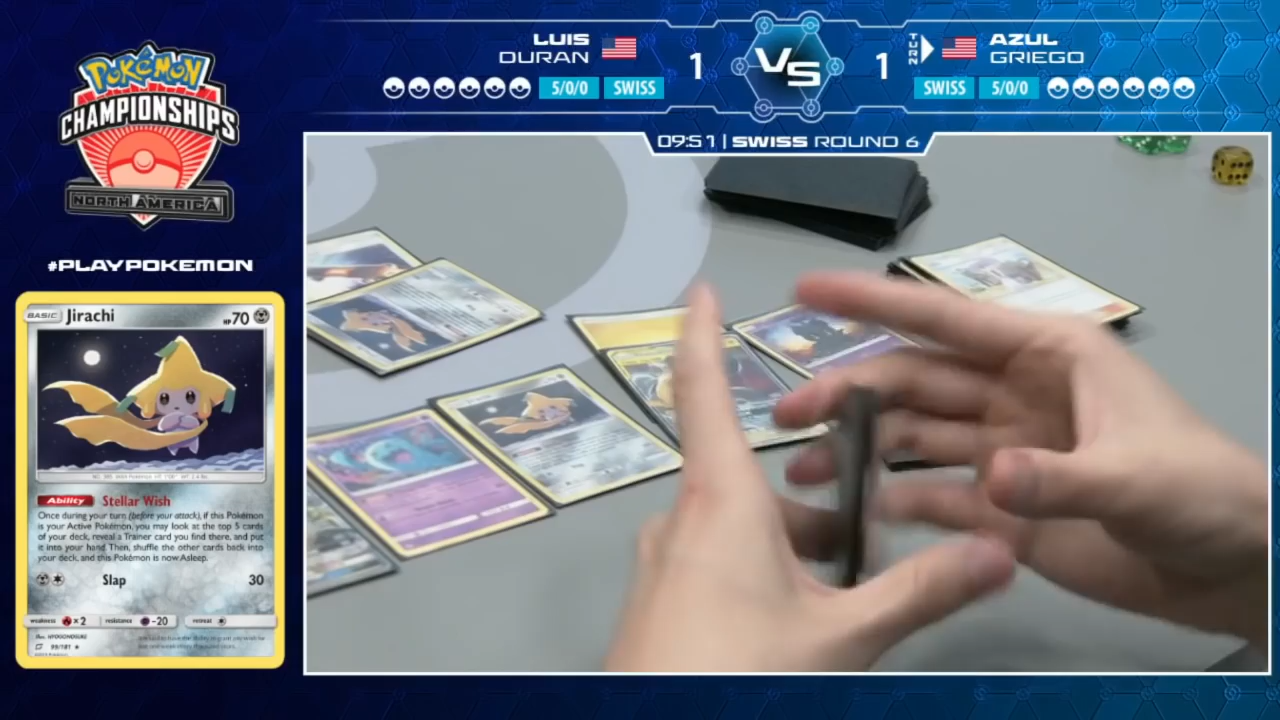 POKÉMON
CHAMPIONSHIPS
NORTH AMERICA
#PLAYPOKEMON
LUIS
DURAN
1
VS
1
TURN
AZUL
GRIEGO
5/0/0
SWISS
SWISS
5/0/0
09:51 | SWISS ROUND 6
BASIC Jirachi HP 70
Ability Stellar Wish
Once during your turn (before your attack), if this Pokémon
is your Active Pokémon, you may look at the top 5 cards
of your deck, reveal a Trainer card you find there, and put
it into your hand. Then, shuffle the other cards back into
your deck, and this Pokémon is now Asleep.
Slap 30
weakness ×2 resistance -20 retreat
99/181